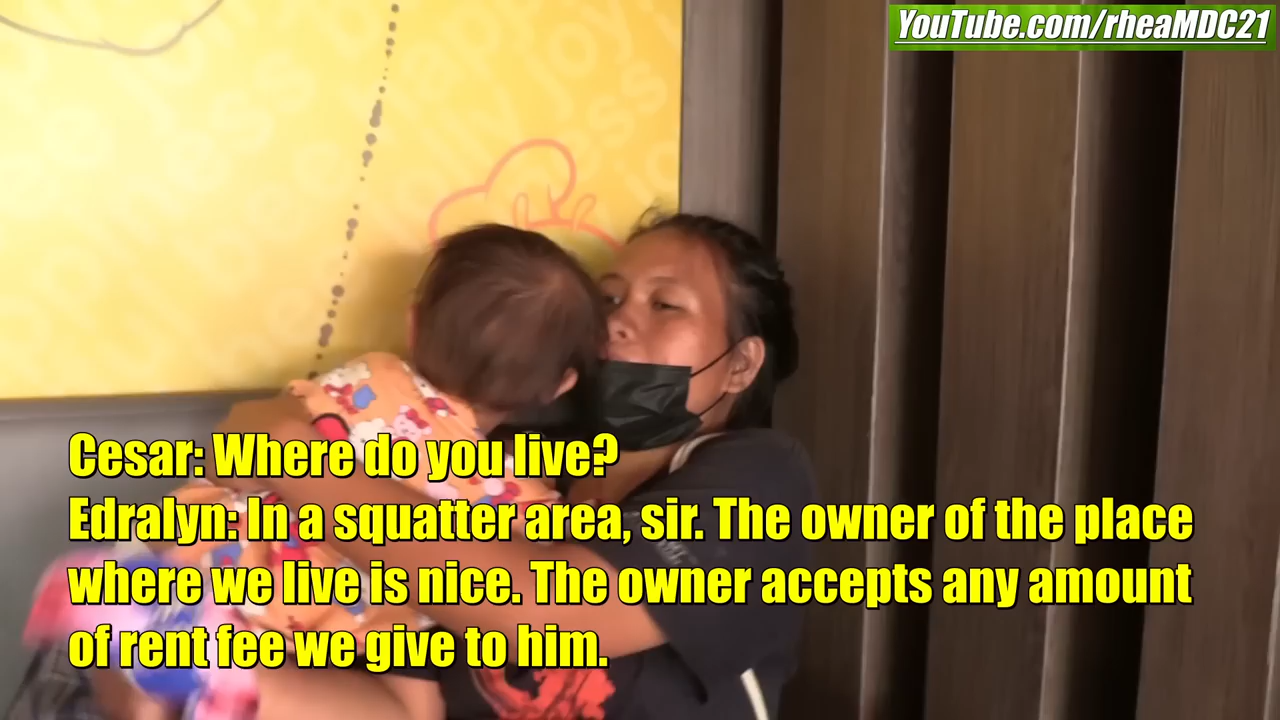 YouTube.com/rheaMDC21
Cesar: Where do you live?
Edralyn: In a squatter area, sir. The owner of the place
where we live is nice. The owner accepts any amount
of rent fee we give to him.